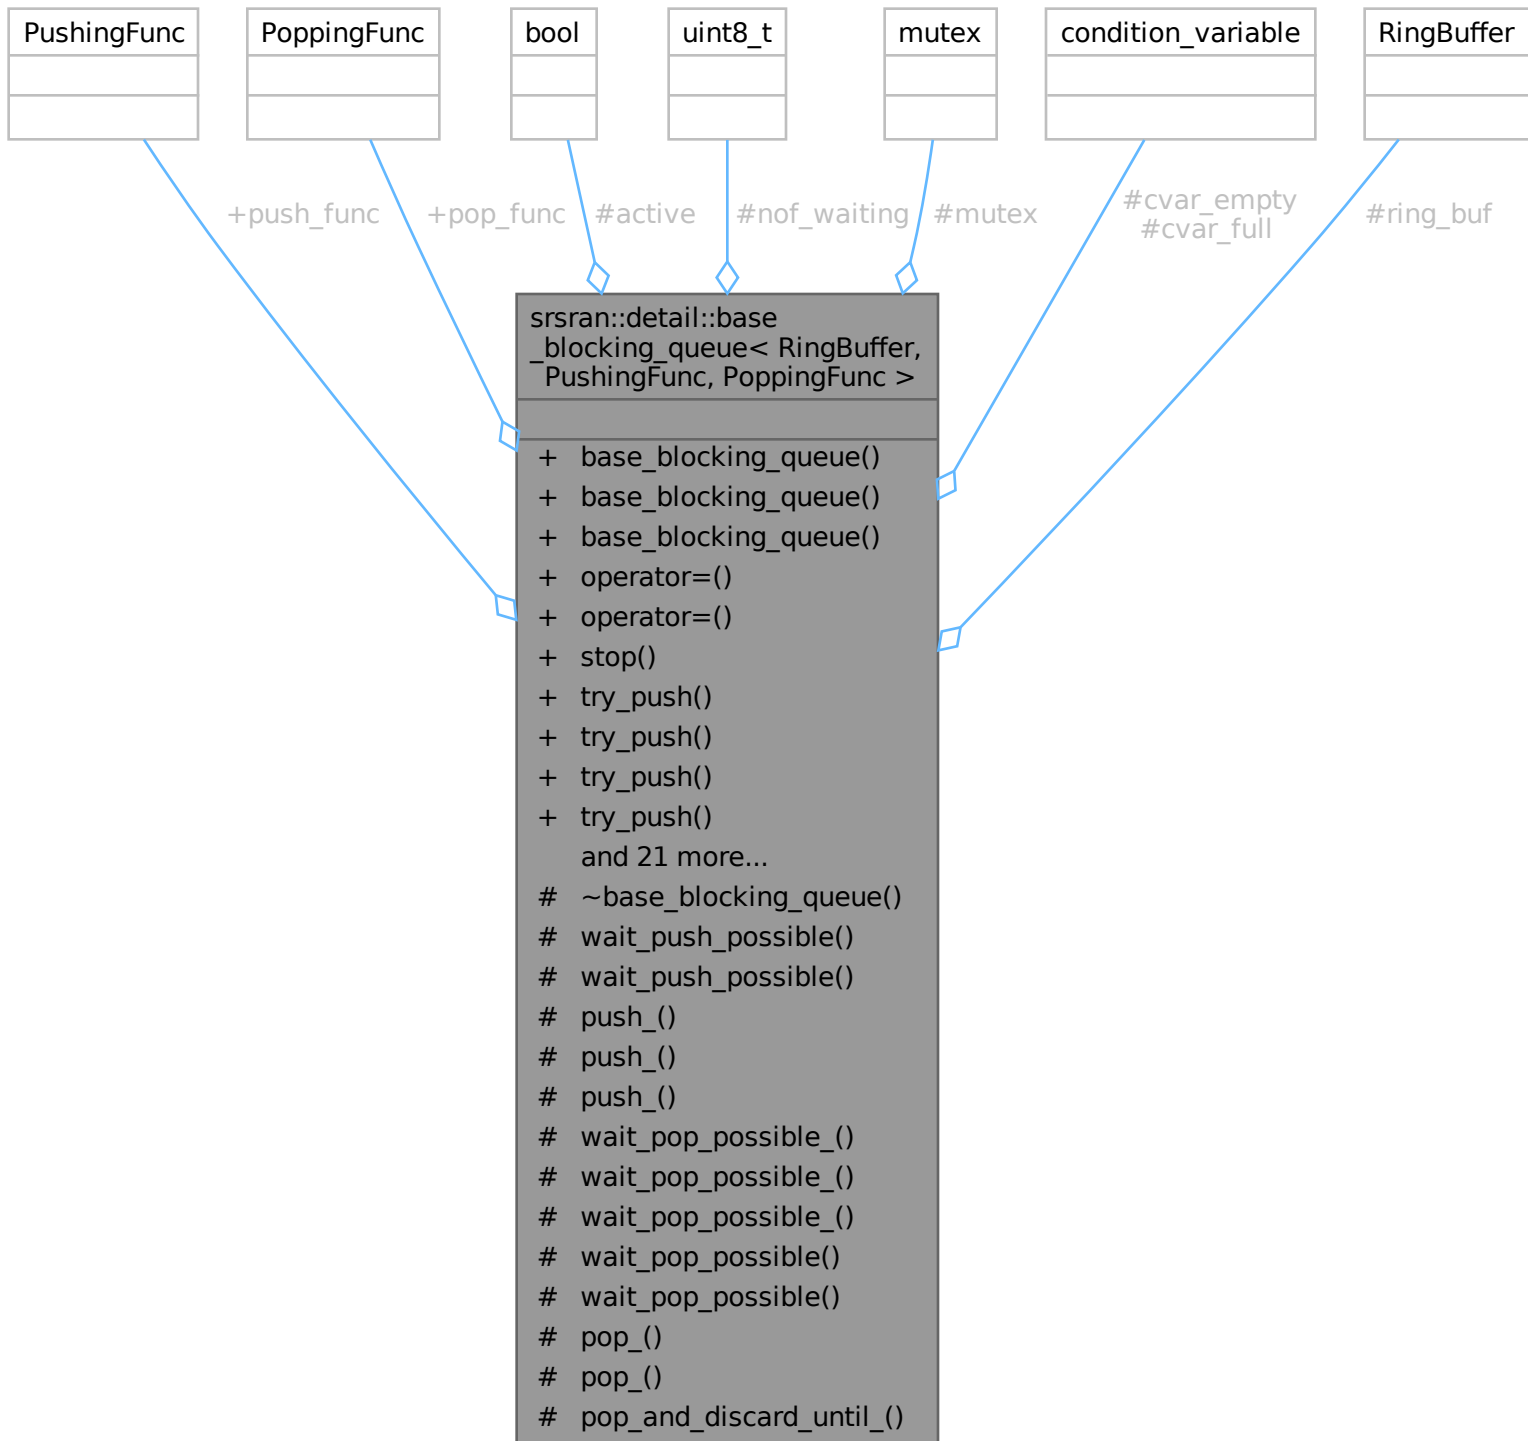 PushingFunc
PoppingFunc
bool
uint8_t
mutex
condition_variable
RingBuffer
+push_func
+pop_func
#active
#nof_waiting
#mutex
#cvar_empty
#cvar_full
#ring_buf
srsran::detail::base
_blocking_queue< RingBuffer,
PushingFunc, PoppingFunc >
+ base_blocking_queue()
+ base_blocking_queue()
+ base_blocking_queue()
+ operator=()
+ operator=()
+ stop()
+ try_push()
+ try_push()
+ try_push()
+ try_push()
and 21 more...
# ~base_blocking_queue()
# wait_push_possible()
# wait_push_possible()
# push_()
# push_()
# push_()
# wait_pop_possible_()
# wait_pop_possible_()
# wait_pop_possible_()
# wait_pop_possible()
# wait_pop_possible()
# pop_()
# pop_()
# pop_and_discard_until_()